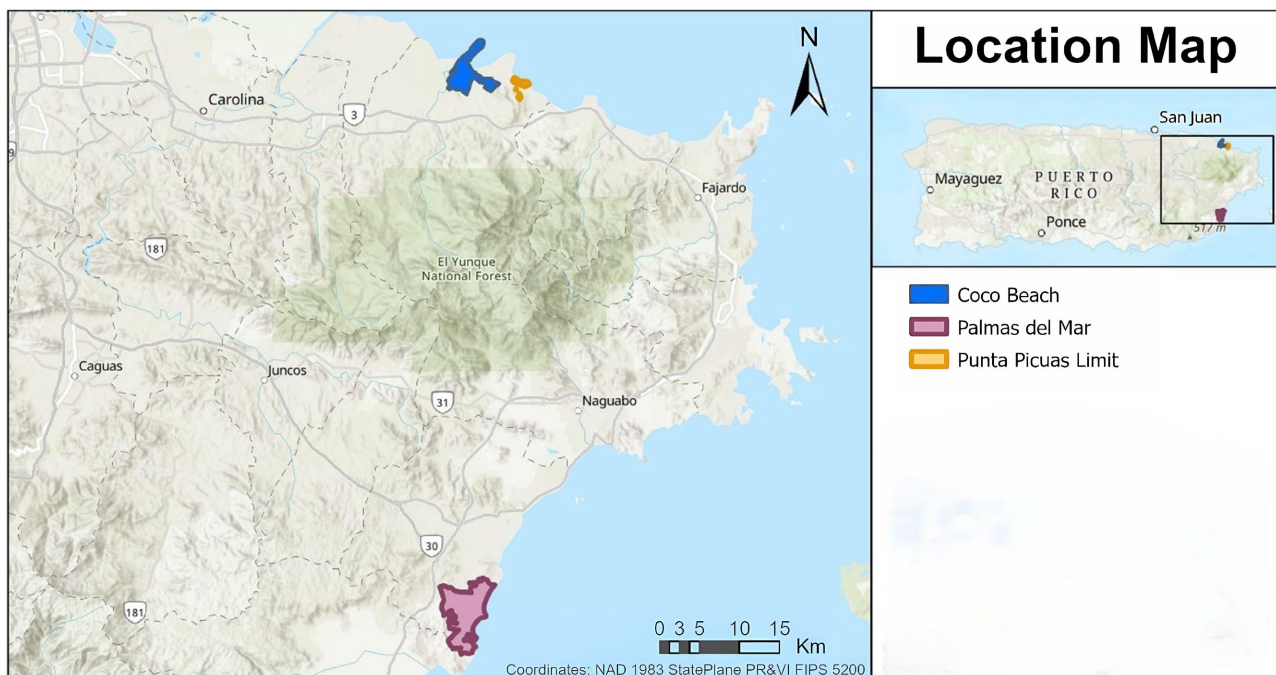 Location Map
N
Carolina
3
San Juan
Mayaguez
PUERTO
RICO
Ponce
517 m
Fajardo
181
El Yunque
National Forest
Coco Beach
Palmas del Mar
Punta Picuas Limit
Caguas
Juncos
31
Naguabo
30
181
0 3 5 10 15
Km
Coordinates: NAD 1983 StatePlane PR&VI FIPS 5200